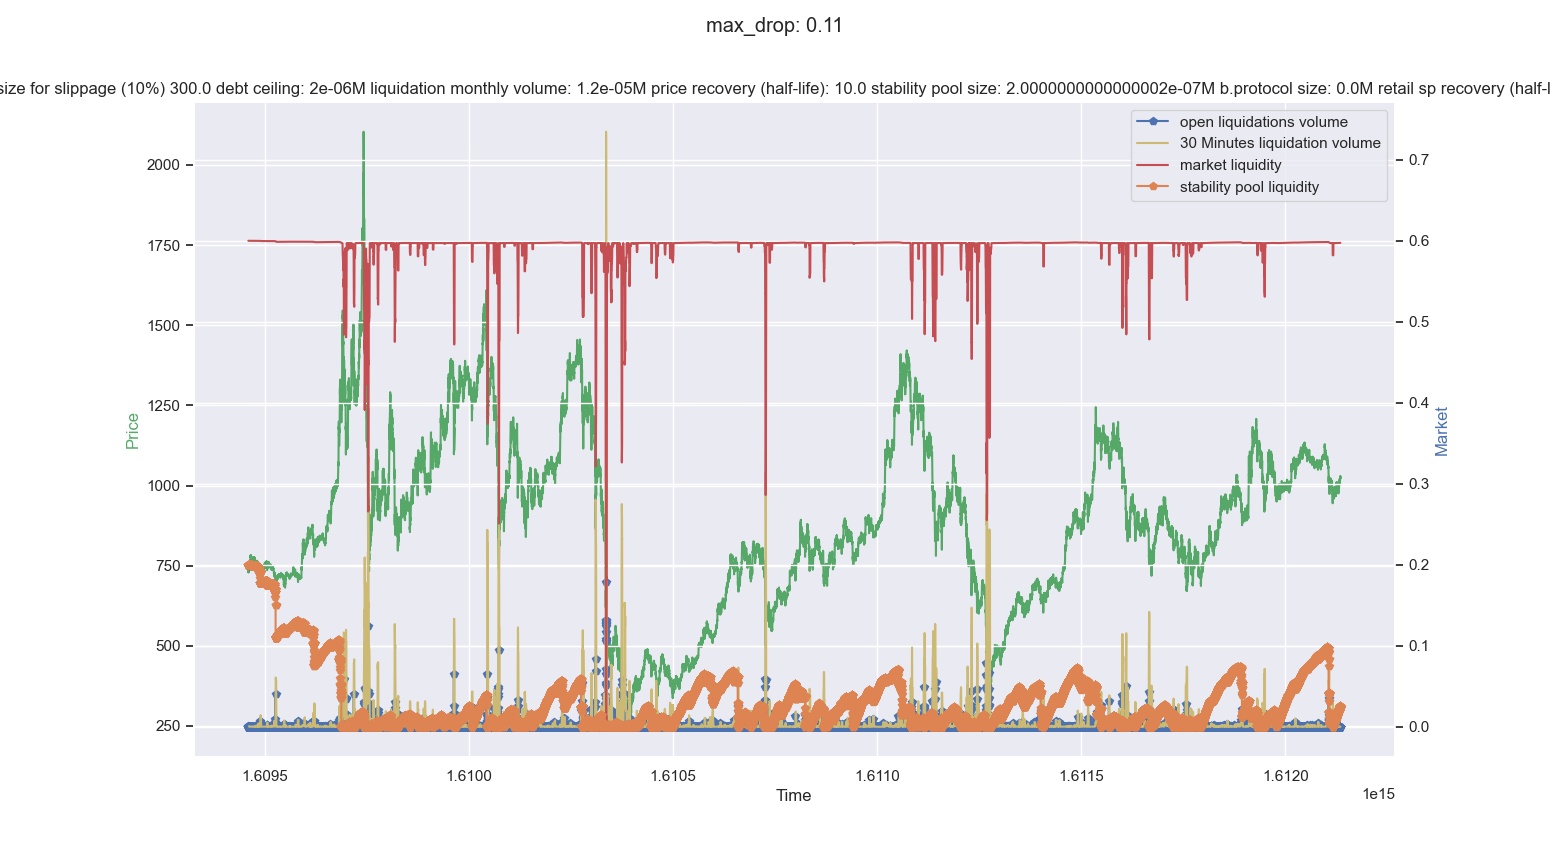 max_drop: 0.11
size for slippage (10%) 300.0 debt ceiling: 2e-06M liquidation monthly volume: 1.2e-05M price recovery (half-life): 10.0 stability pool size: 2.0000000000000002e-07M b.protocol size: 0.0M retail sp recovery (half-l
open liquidations volume
30 Minutes liquidation volume
market liquidity
stability pool liquidity
2000
1750
1500
1250
1000
750
500
250
Price
0.7
0.6
0.5
0.4
0.3
0.2
0.1
0.0
Market
1.6095 1.6100 1.6105 1.6110 1.6115 1.6120
1e15
Time